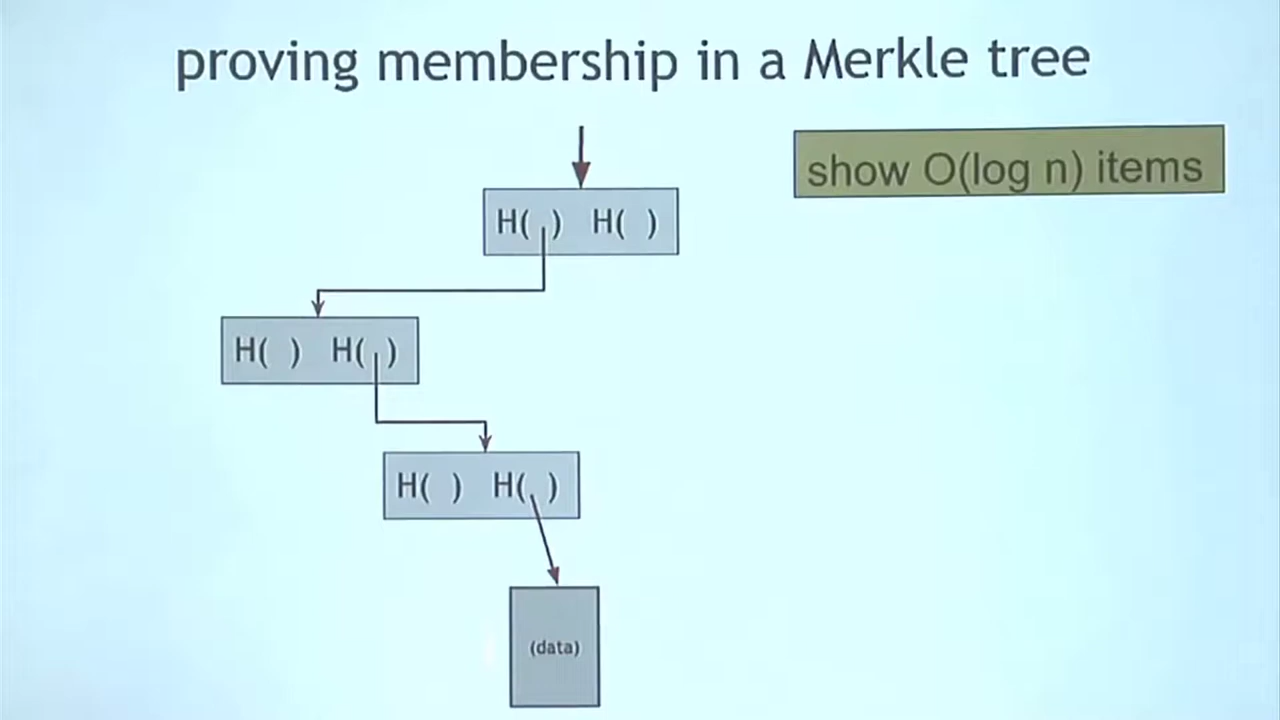 proving membership in a Merkle tree
show O(log n) items
H( ) H( )
H( ) H( )
H( ) H( )
(data)